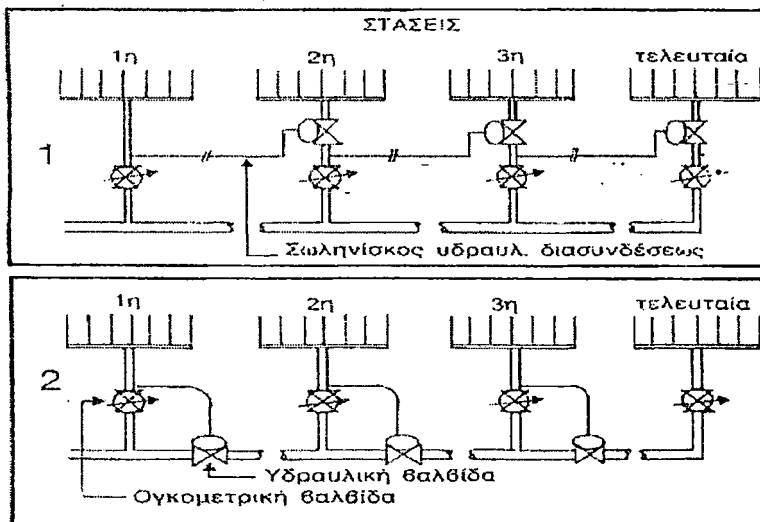 ΣΤΑΣΕΙΣ
1η 2η 3η τελευταία
1
Σωληνίσκος υδραυλ. διασυνδέσεως
1η 2η 3η τελευταία
2
Υδραυλική βαλβίδα
Ογκομετρική βαλβίδα